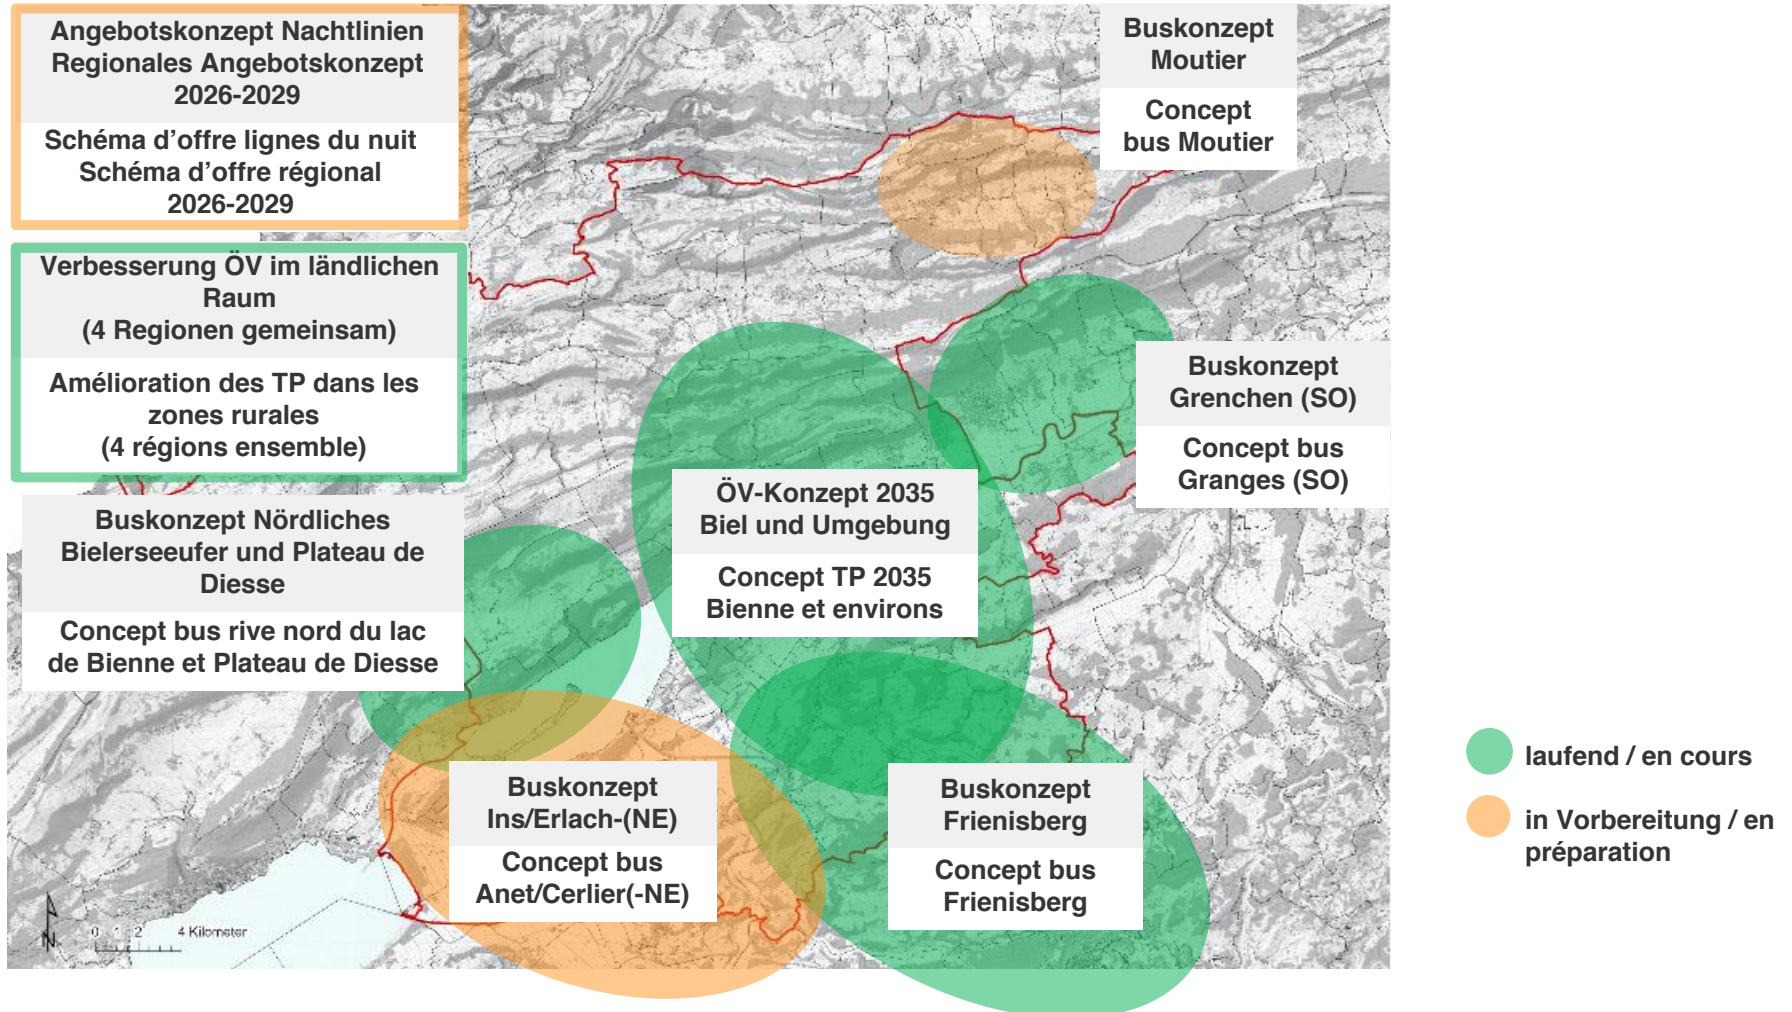 Angebotskonzept Nachtlinien
Regionales Angebotskonzept
2026-2029
Schéma d’offre lignes du nuit
Schéma d’offre régional
2026-2029
Buskonzept
Moutier
Concept
bus Moutier
Verbesserung ÖV im ländlichen
Raum
(4 Regionen gemeinsam)
Amélioration des TP dans les
zones rurales
(4 régions ensemble)
Buskonzept
Grenchen (SO)
Concept bus
Granges (SO)
ÖV-Konzept 2035
Biel und Umgebung
Concept TP 2035
Bienne et environs
Buskonzept Nördliches
Bielerseeufer und Plateau de
Diesse
Concept bus rive nord du lac
de Bienne et Plateau de Diesse
Buskonzept
Ins/Erlach-(NE)
Concept bus
Anet/Cerlier(-NE)
Buskonzept
Frienisberg
Concept bus
Frienisberg
laufend / en cours
in Vorbereitung / en
préparation
N
0 1 2 4 Kilometer